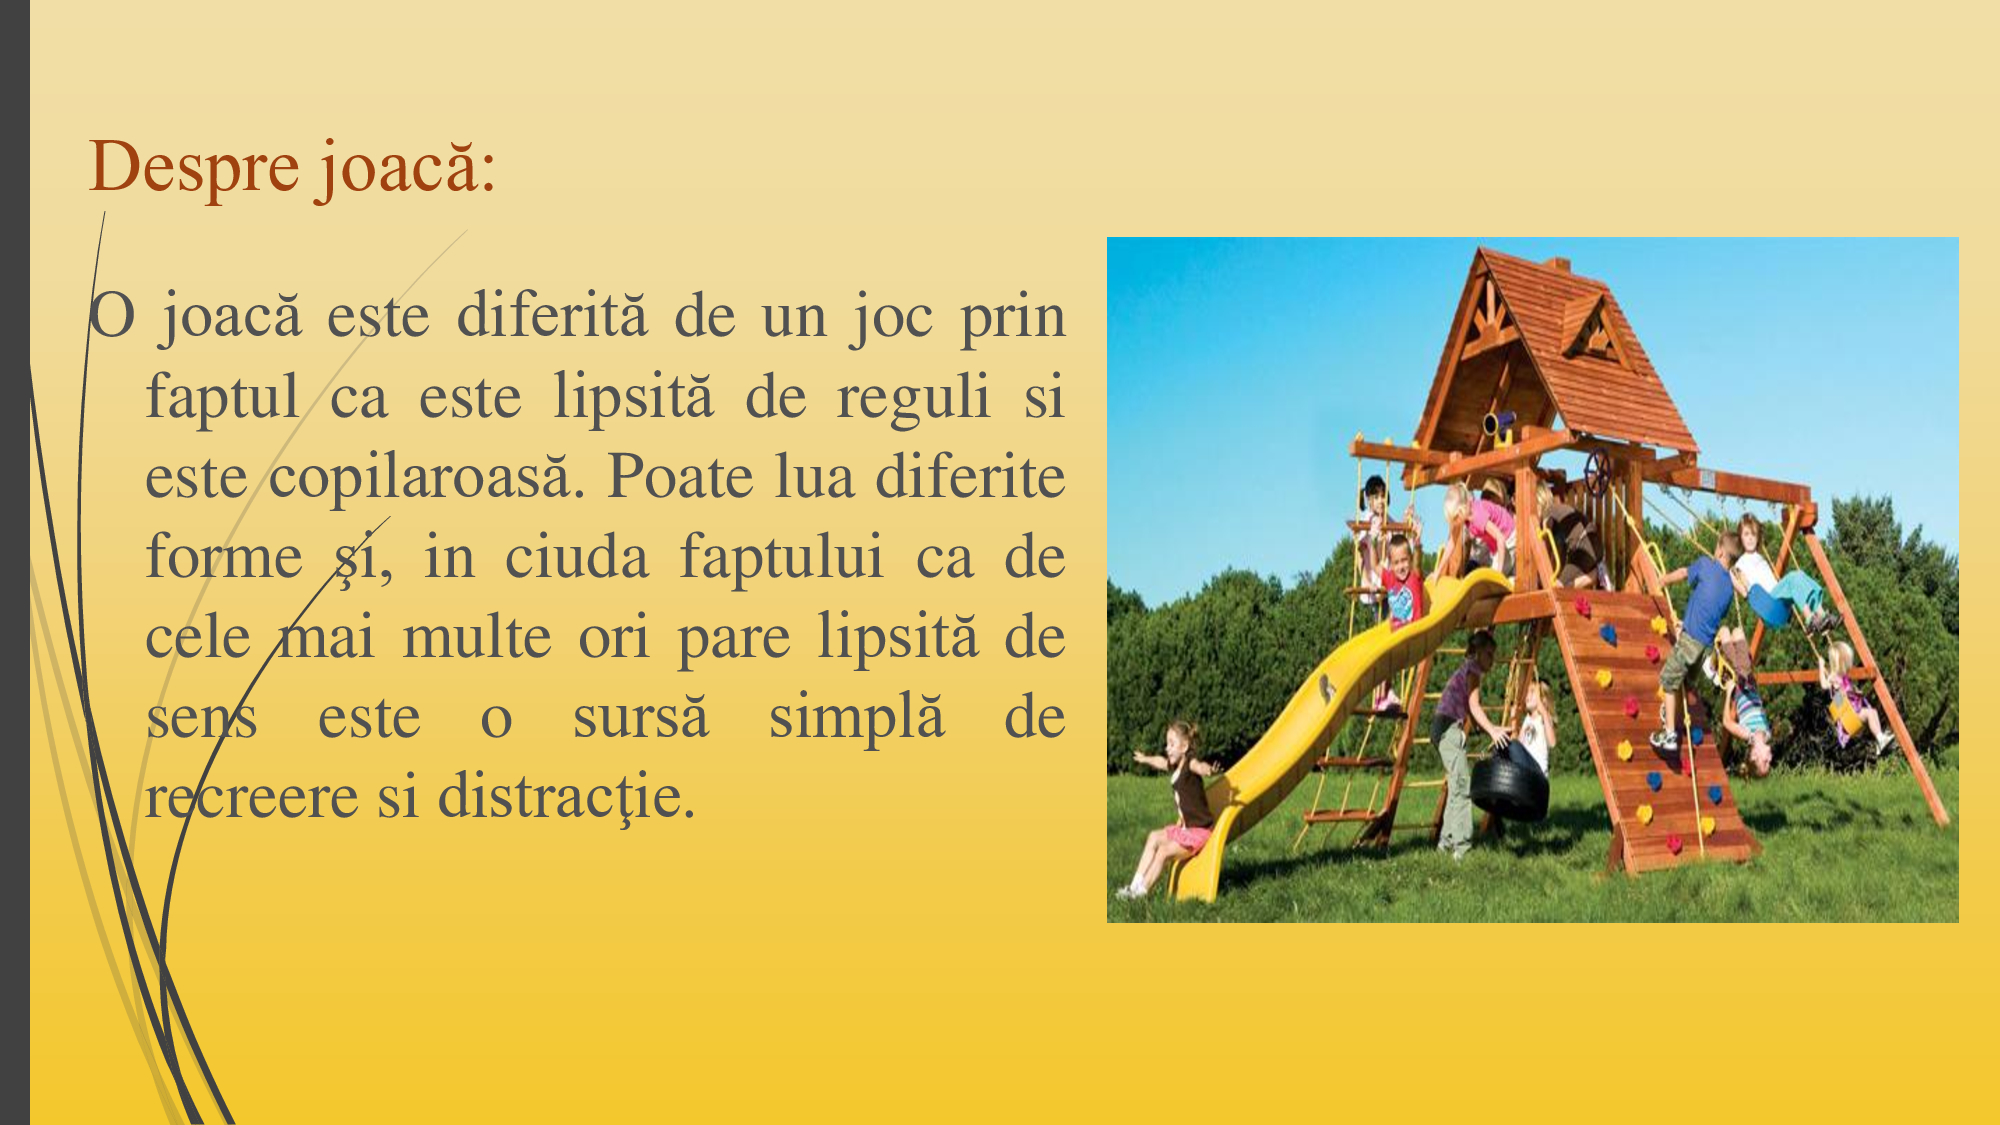 Despre joacă:
O joacă este diferită de un joc prin
faptul ca este lipsită de reguli si
este copilaroasă. Poate lua diferite
forme şi, in ciuda faptului ca de
cele mai multe ori pare lipsită de
sens este o sursă simplă de
recreere si distracţie.